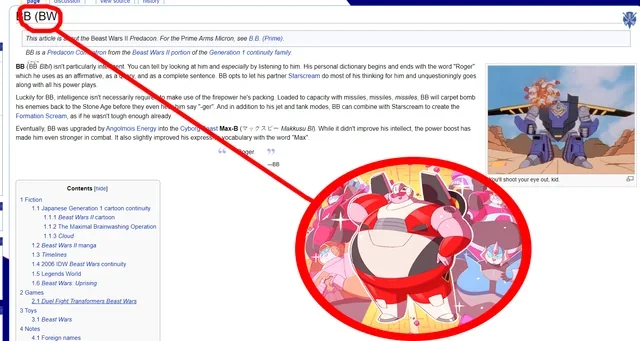 page discussion view source history
BB (BW
This article is about the Beast Wars II Predacon. For the Prime Arms Micron, see B.B. (Prime).
BB is a Predacon from the Beast Wars II portion of the Generation 1 continuity family.
BB (BB Bībī) isn't particularly You can tell by looking at him and especially by listening to him. His personal dictionary begins and ends with the word "Roger"
which he uses as an affirmative, as a and as a complete sentence. BB opts to let his partner Starscream do most of his thinking for him and unquestioningly goes
along with all his power plays.
Luckily for BB, intelligence isn't necessarily to make use of the firepower he's packing. Loaded to capacity with missiles, missiles, missiles, BB will carpet bomb
his enemies back to the Stone Age before they even say "-ger". And in addition to his jet and tank modes, BB can combine with Starscream to create the
Formation Scream, as if he wasn't tough enough already
Eventually, BB was upgraded by Angolmois Energy into the Cyborg Beast Max-B (マックスビー Makkusu Bī). While it didn't improve his intellect, the power boost has
made him even stronger in combat. It also slightly improved his vocabulary with the word "Max".
“ Roger ”
—BB
You'll shoot your eye out, kid.
Contents [hide]
1 Fiction
1.1 Japanese Generation 1 cartoon continuity
1.1.1 Beast Wars II cartoon
1.1.2 The Maximal Brainwashing Operation
1.1.3 Cloud
1.2 Beast Wars II manga
1.3 Timelines
1.4 2006 IDW Beast Wars continuity
1.5 Legends World
1.6 Beast Wars: Uprising
2 Games
2.1 Duel Fight Transformers Beast Wars
3 Toys
3.1 Beast Wars
4 Notes
4.1 Foreign names